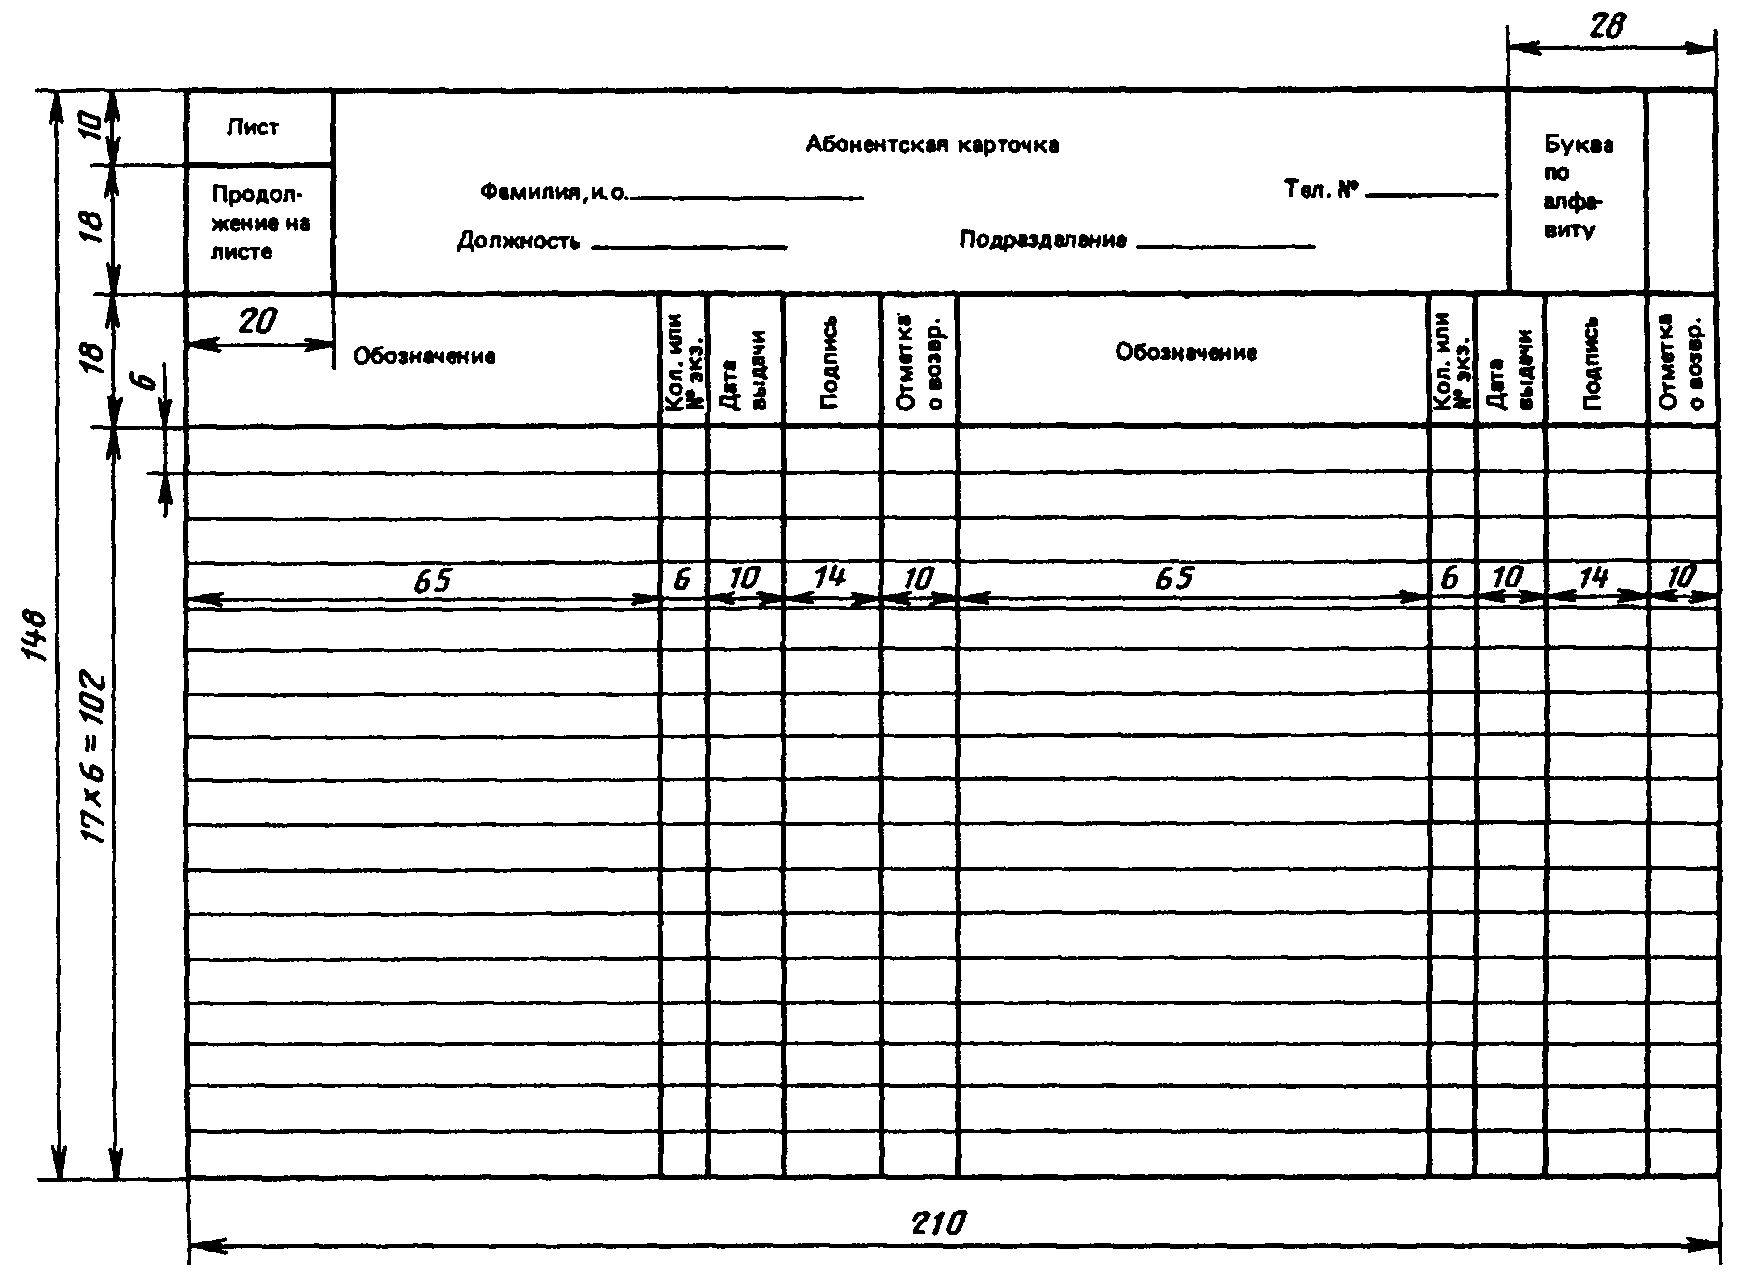 28
10
Лист
Абонентская карточка
Буква
по
алфа-
виту
18
Продол-
жение на
листе
Фамилия, и. о.
Тел. №
Должность
Подразделение
18
20
6
Обозначение
Кол. или
№ экз.
Дата
выдачи
Подпись
Отметка
о возвр.
Обозначение
Кол. или
№ экз.
Дата
выдачи
Подпись
Отметка
о возвр.
65 6 10 14 10 65 6 10 14 10
148
17 × 6 = 102
210